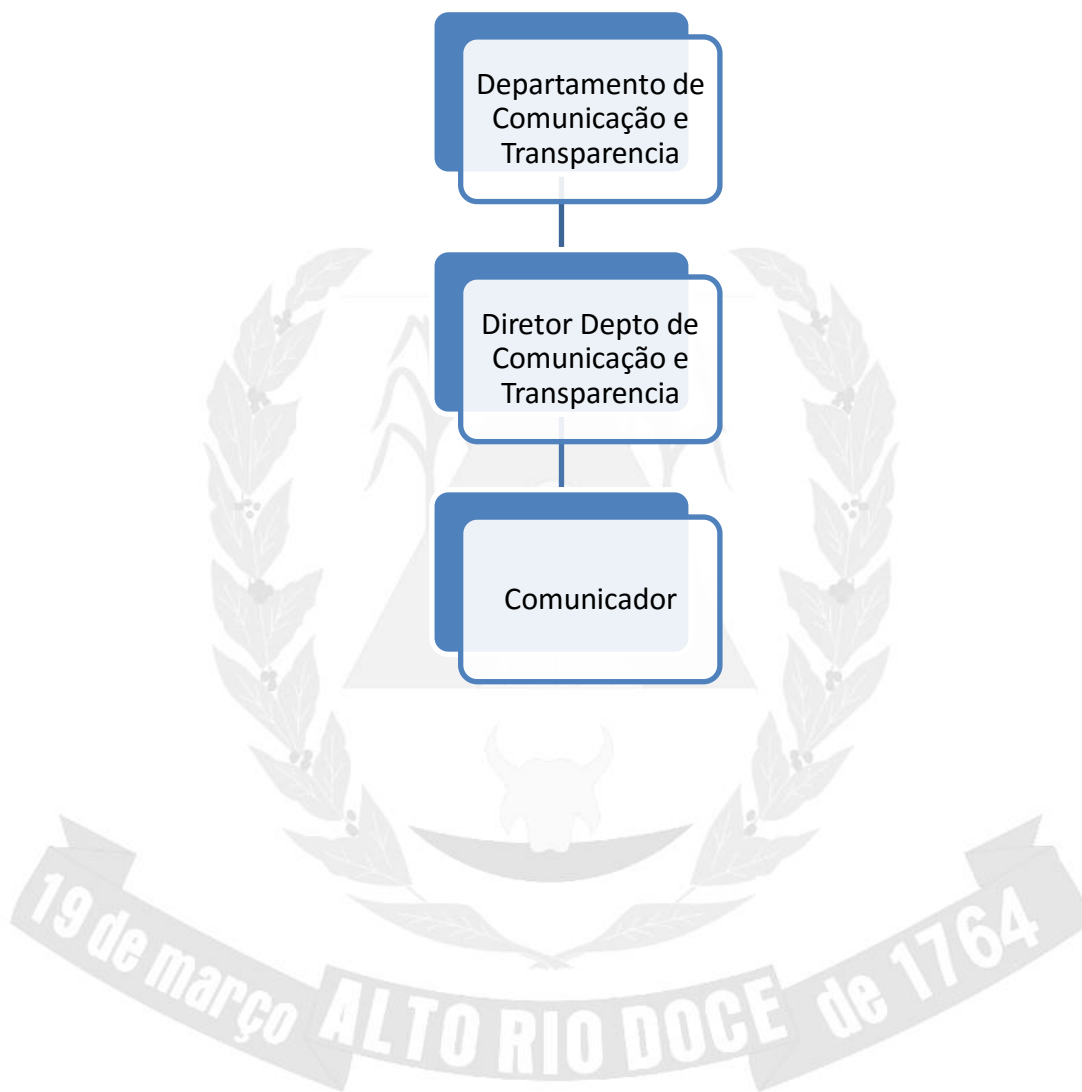 Departamento de
Comunicação e
Transparencia
Diretor Depto de
Comunicação e
Transparencia
Comunicador
19 de março ALTO RIO DOCE de 1764